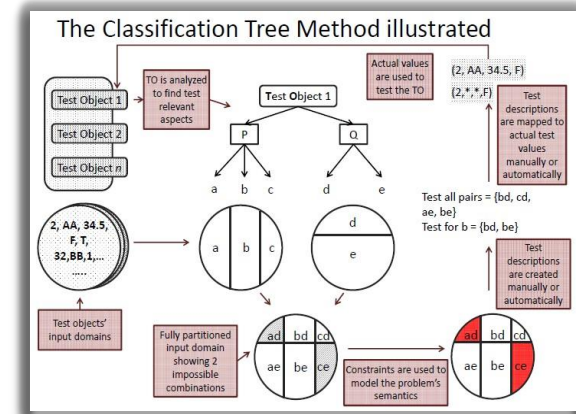 The Classification Tree Method illustrated
Test Object 1
Test Object 2
Test Object n
TO is analyzed
to find test
relevant
aspects
Test Object 1
P
Q
a
b
c
d
e
Actual values
are used to
test the TO
(2, AA, 34.5, F)
(2,*,*,F)
Test
descriptions
are mapped to
actual test
values
manually or
automatically
2, AA, 34.5,
F, T,
32,BB,1,...
.....
a
b
c
d
e
Test all pairs = {bd, cd,
ae, be}
Test for b = {bd, be}
Test
descriptions
are created
manually or
automatically
Test objects'
input domains
Fully partitioned
input domain
showing 2
impossible
combinations
ad
bd
cd
ae
be
ce
Constraints are used to
model the problem's
semantics
ad
bd
cd
ae
be
ce